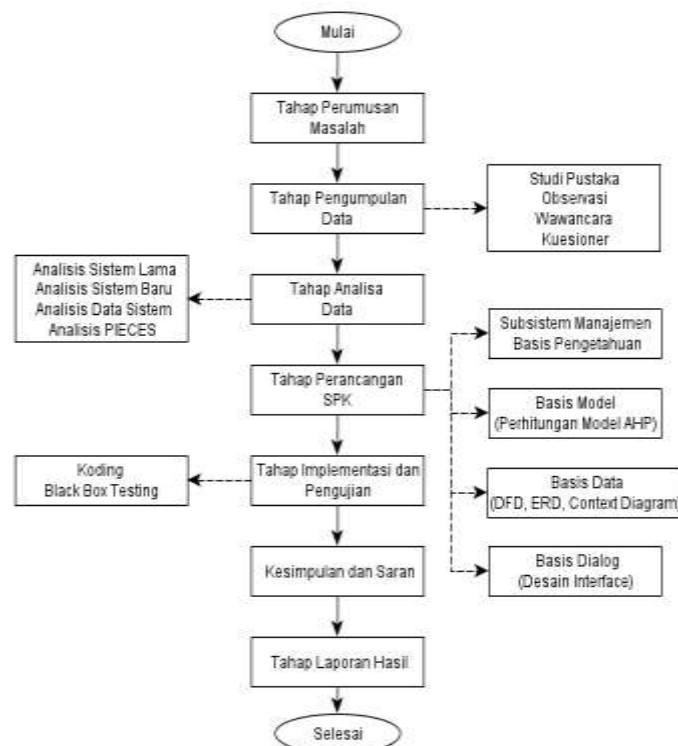 Mulai
Tahap Perumusan
Masalah
Tahap Pengumpulan
Data
Studi Pustaka
Observasi
Wawancara
Kuesioner
Analisis Sistem Lama
Analisis Sistem Baru
Analisis Data Sistem
Analisis PIECES
Tahap Analisa
Data
Tahap Perancangan
SPK
Subsistem Manajemen
Basis Pengetahuan
Basis Model
(Perhitungan Model AHP)
Basis Data
(DFD, ERD, Context Diagram)
Basis Dialog
(Desain Interface)
Koding
Black Box Testing
Tahap Implementasi dan
Pengujian
Kesimpulan dan Saran
Tahap Laporan Hasil
Selesai